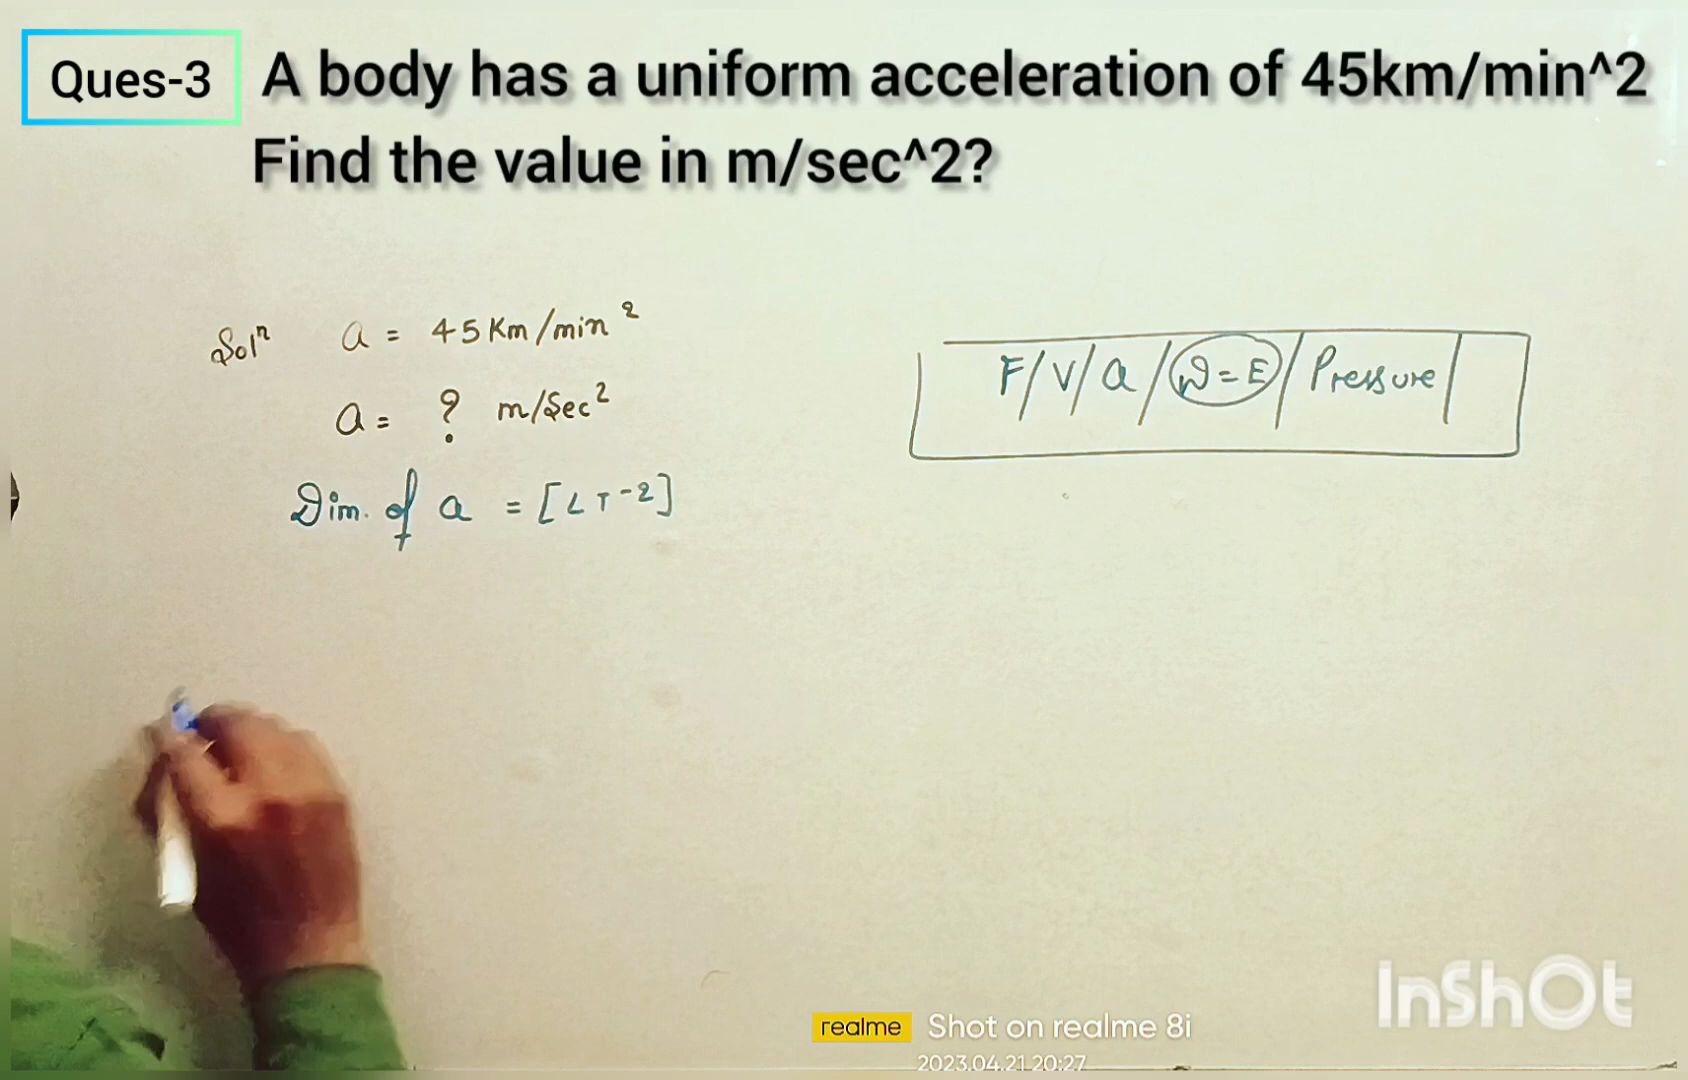 Ques-3 A body has a uniform acceleration of 45km/min^2
Find the value in m/sec^2?
Solⁿ a = 45 Km/min²
a = ? m/Sec²
Dim. of a = [LT⁻²]
F/V/a/W=E/Pressure/
InShOt
realme Shot on realme 8i
2023.04.21 20:27